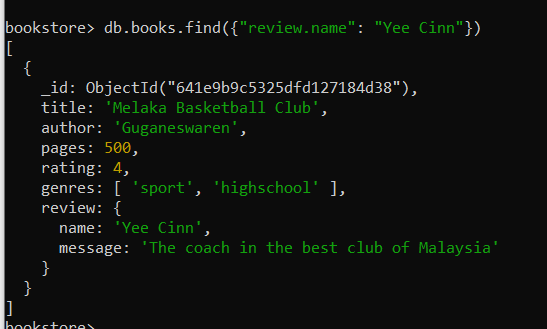 bookstore> db.books.find({"review.name": "Yee Cinn"})
[
  {
    _id: ObjectId("641e9b9c5325dfd127184d38"),
    title: 'Melaka Basketball Club',
    author: 'Guganeswaren',
    pages: 500,
    rating: 4,
    genres: [ 'sport', 'highschool' ],
    review: {
      name: 'Yee Cinn',
      message: 'The coach in the best club of Malaysia'
    }
  }
]
bookstore>